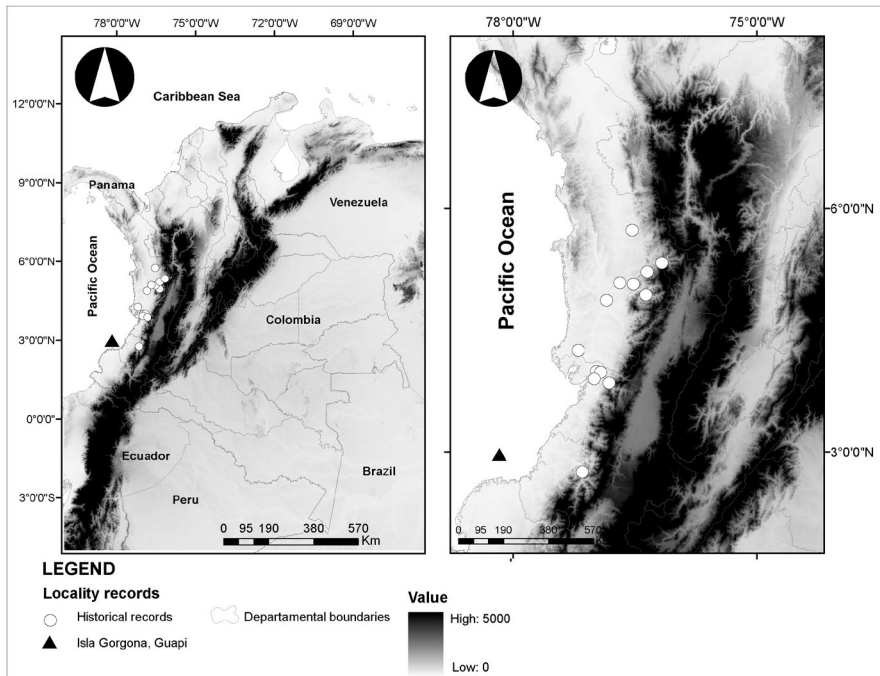 78°0'0"W 75°0'0"W 72°0'0"W 69°0'0"W
12°0'0"N
9°0'0"N
6°0'0"N
3°0'0"N
0°0'0"
3°0'0"S
Caribbean Sea
Panama
Venezuela
Pacific Ocean
Colombia
Ecuador
Peru
Brazil
0 95 190 380 570
Km
78°0'0"W 75°0'0"W
6°0'0"N
3°0'0"N
Pacific Ocean
0 95 190 380 570
Km
LEGEND
Locality records
Historical records
Departamental boundaries
Isla Gorgona, Guapi
Value
High: 5000
Low: 0